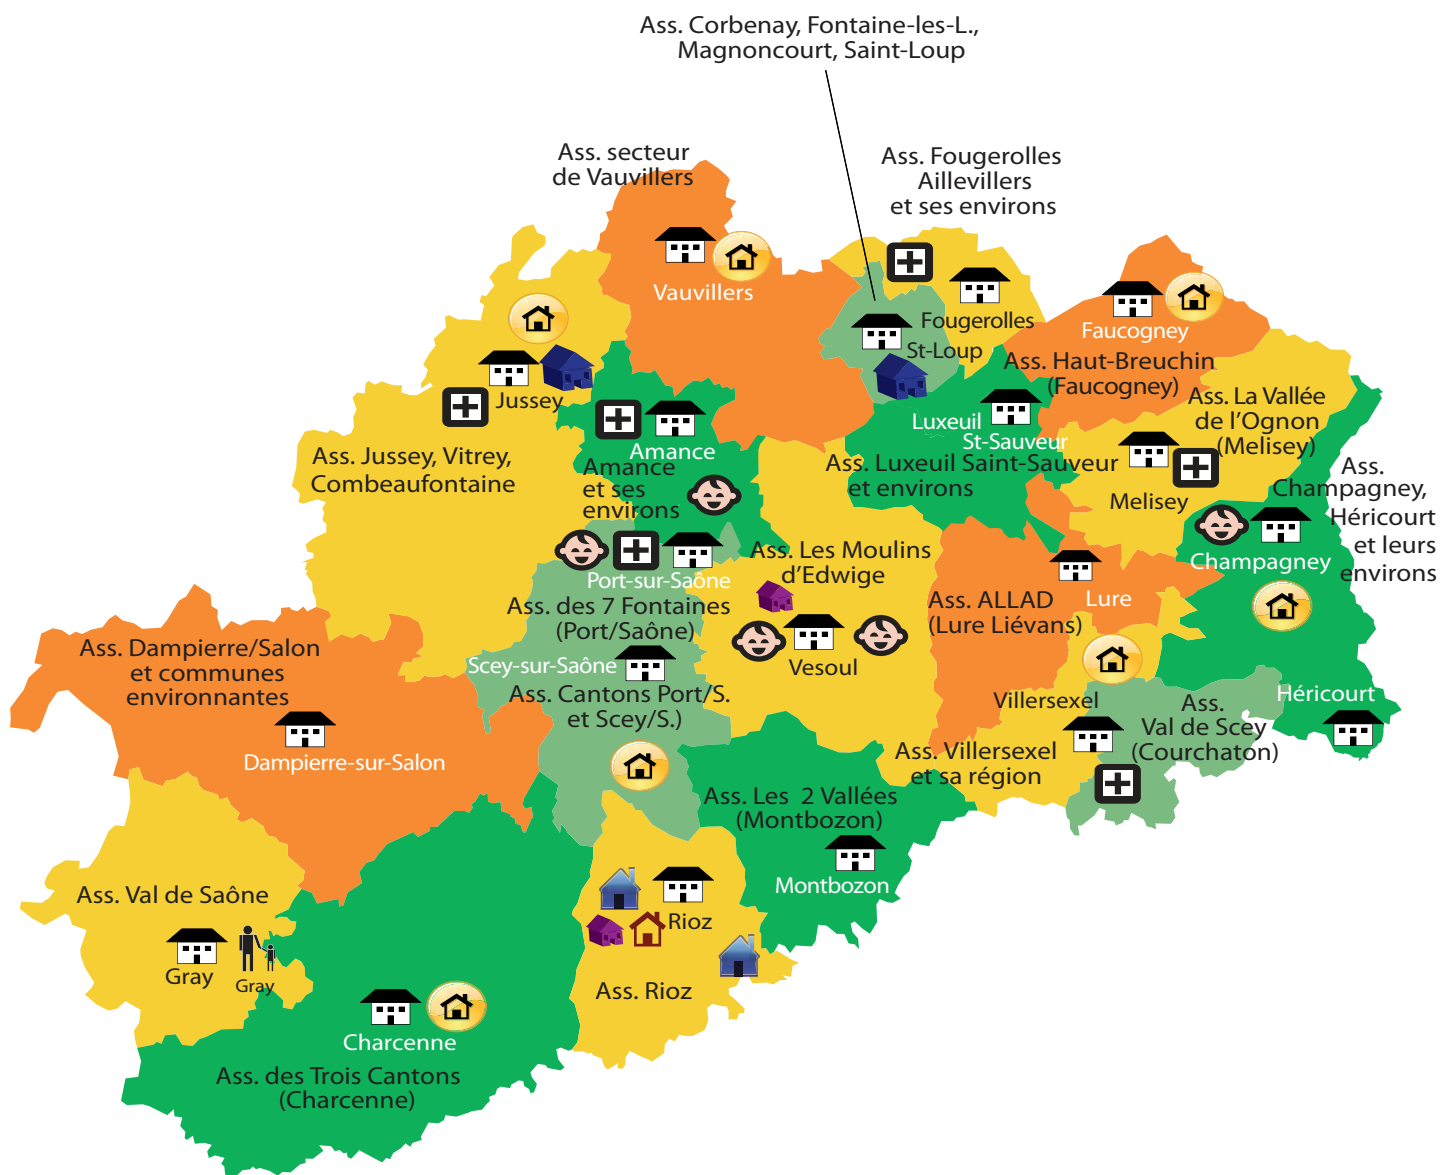 Ass. Corbenay, Fontaine-les-L.,
Magnoncourt, Saint-Loup
Ass. secteur
de Vauvillers
Ass. Fougerolles
Aillevillers
et ses environs
Vauvillers
Fougerolles
St-Loup
Faucogney
Ass. Haut-Breuchin
(Faucogney)
Ass. La Vallée
de l'Ognon
(Melisey)
Jussey
Ass. Jussey, Vitrey,
Combeaufontaine
Amance
Amance
et ses
environs
Luxeuil
St-Sauveur
Ass. Luxeuil Saint-Sauveur
et environs
Melisey
Ass.
Champagney,
Héricourt
et leurs
environs
Champagney
Port-sur-Saône
Ass. des 7 Fontaines
(Port/Saône)
Ass. Les Moulins
d'Edwige
Vesoul
Lure
Ass. ALLAD
(Lure Liévans)
Ass. Dampierre/Salon
et communes
environnantes
Dampierre-sur-Salon
Scey-sur-Saône
Ass. Cantons Port/S.
et Scey/S.)
Villersexel
Ass. Villersexel
et sa région
Ass.
Val de Scey
(Courchaton)
Héricourt
Ass. Les 2 Vallées
(Montbozon)
Montbozon
Ass. Val de Saône
Gray
Gray
Rioz
Ass. Rioz
Charcenne
Ass. des Trois Cantons
(Charcenne)